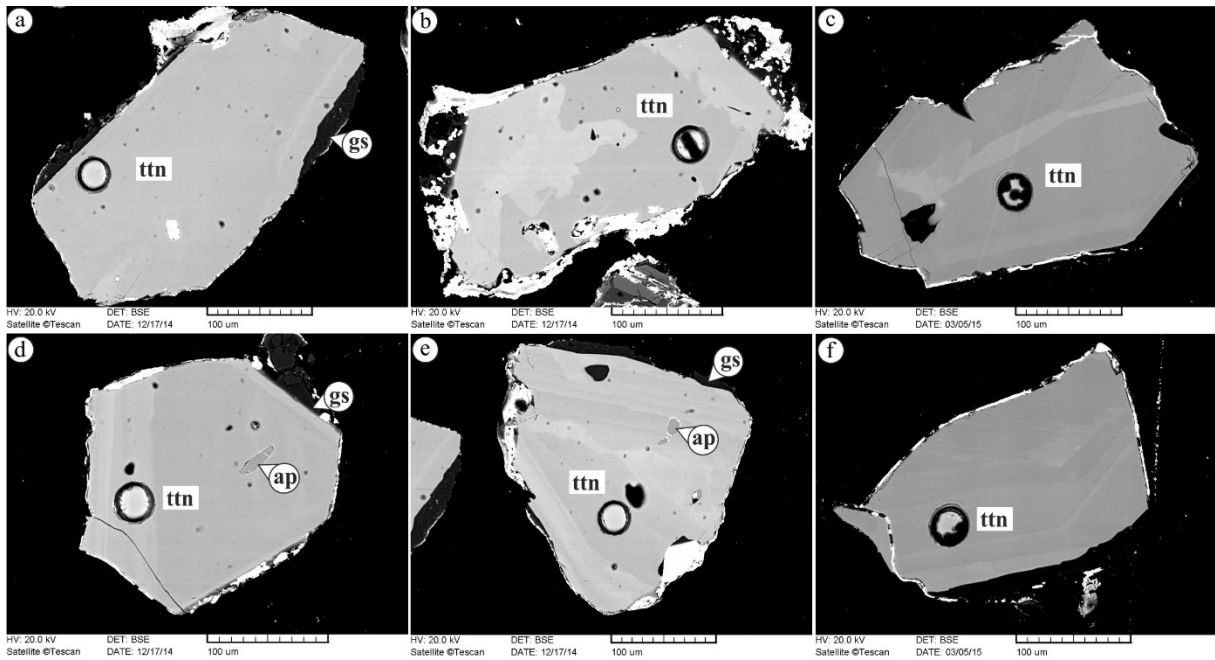 a
ttn
gs
HV: 20.0 kV DET: BSE
Satellite ©Tescan DATE: 12/17/14 100 um
b
ttn
HV: 20.0 kV DET: BSE
Satellite ©Tescan DATE: 12/17/14 100 um
c
ttn
HV: 20.0 kV DET: BSE
Satellite ©Tescan DATE: 03/05/15 100 um
d
gs
ap
ttn
HV: 20.0 kV DET: BSE
Satellite ©Tescan DATE: 12/17/14 100 um
e
gs
ap
ttn
HV: 20.0 kV DET: BSE
Satellite ©Tescan DATE: 12/17/14 100 um
f
ttn
HV: 20.0 kV DET: BSE
Satellite ©Tescan DATE: 03/05/15 100 um